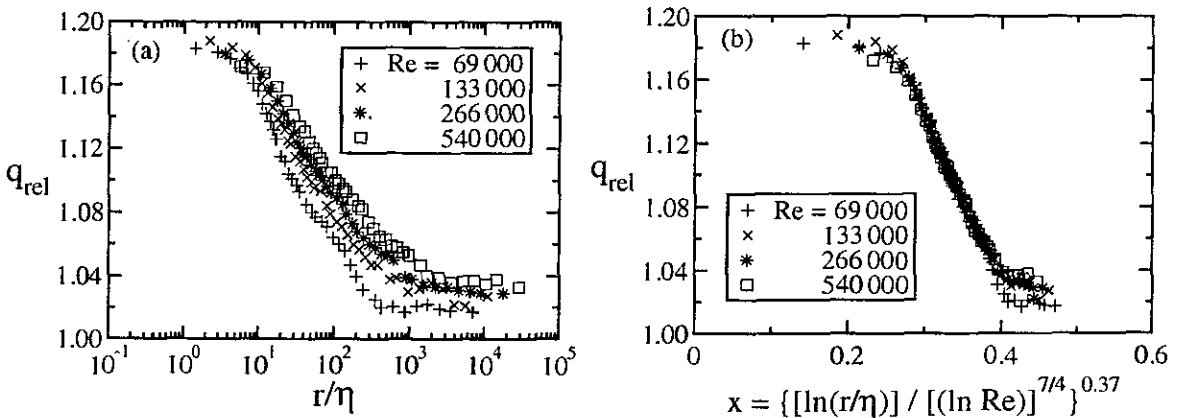 (a)
1.20
1.16
1.12
1.08
1.04
1.00
q_rel
+ Re = 69 000
× 133 000
* 266 000
□ 540 000
10^-1 10^0 10^1 10^2 10^3 10^4 10^5
r/η
(b)
1.20
1.16
1.12
1.08
1.04
1.00
q_rel
+ Re = 69 000
× 133 000
* 266 000
□ 540 000
0 0.2 0.4 0.6
x = {[ln(r/η)] / [(ln Re)]^7/4}^0.37